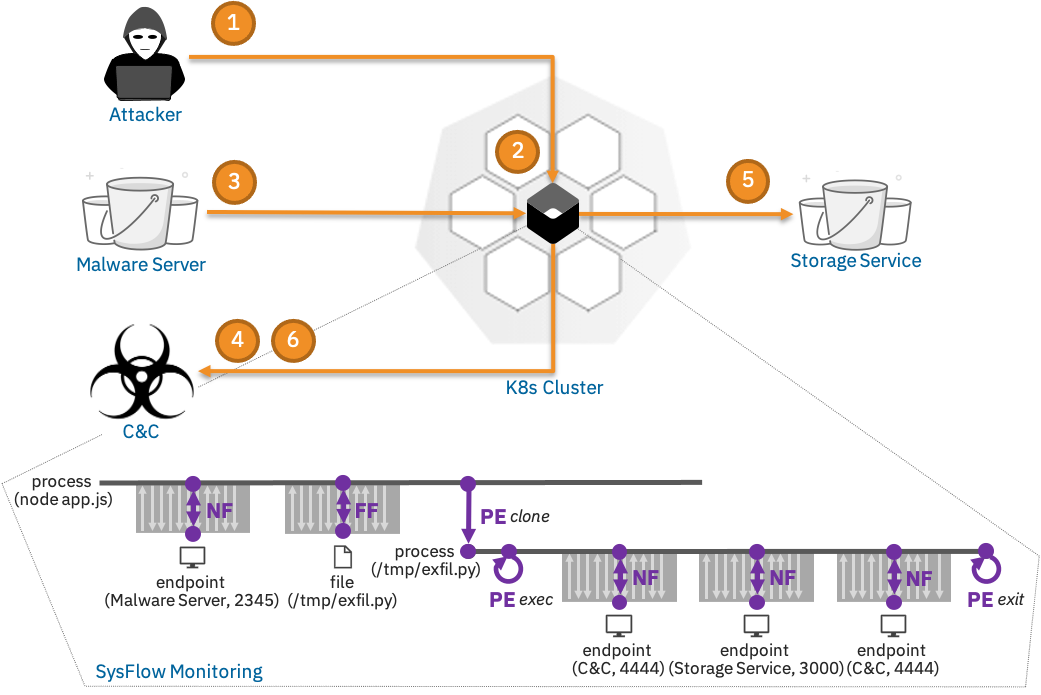 1
Attacker
2
3
5
Malware Server
Storage Service
4
6
K8s Cluster
C&C
process
(node app.js)
NF
FF
PE clone
endpoint
(Malware Server, 2345)
file
(/tmp/exfil.py)
process
(/tmp/exfil.py)
PE exec
NF
NF
NF
PE exit
endpoint
(C&C, 4444)
endpoint
(Storage Service, 3000)
endpoint
(C&C, 4444)
SysFlow Monitoring